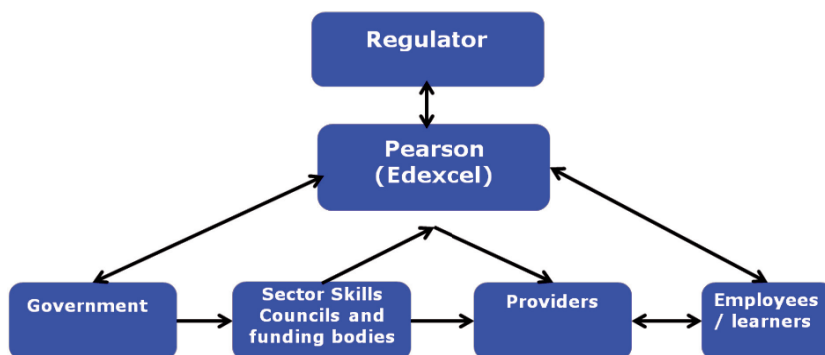 Regulator
Pearson
(Edexcel)
Government
Sector Skills
Councils and
funding bodies
Providers
Employees
/ learners